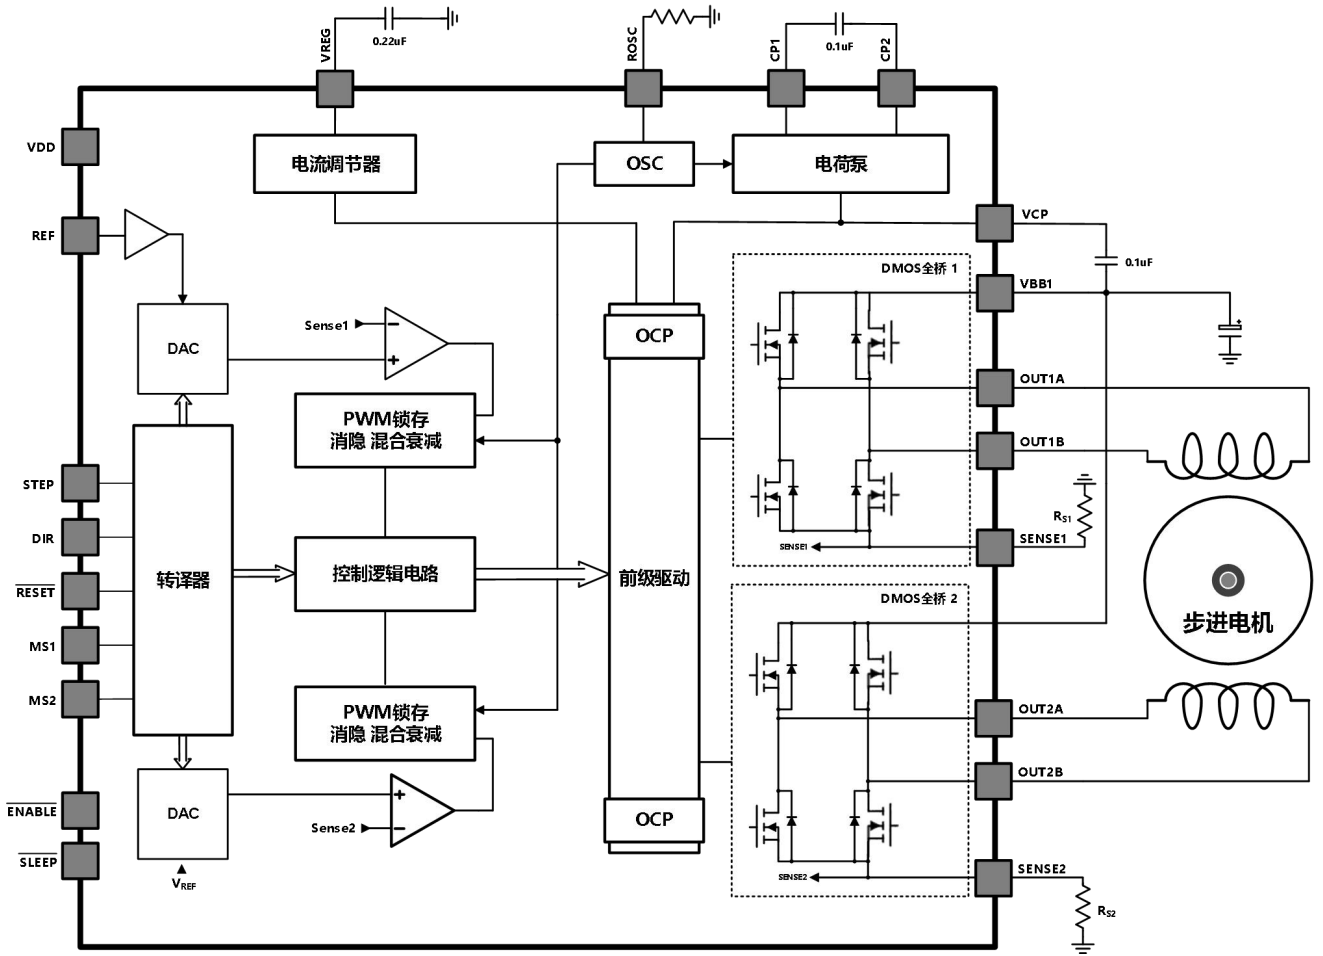 VREG
0.22uF
ROSC
CP1
0.1uF
CP2
VDD
电流调节器
OSC
电荷泵
REF
VCP
0.1uF
DMOS全桥 1
VBB1
DAC
Sense1
OCP
OUT1A
PWM锁存
消隐 混合衰减
OUT1B
STEP
RS1
DIR
SENSE1
SENSE1
转译器
控制逻辑电路
前级驱动
RESET
DMOS全桥 2
步进电机
MS1
MS2
PWM锁存
消隐 混合衰减
OUT2A
OUT2B
ENABLE
DAC
Sense2
OCP
SLEEP
VREF
SENSE2
SENSE2
RS2